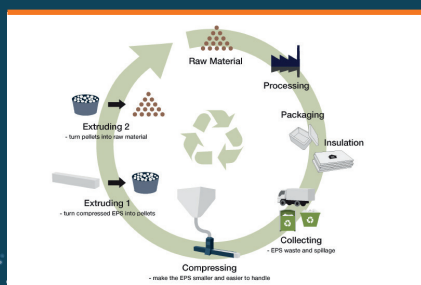 Raw Material
Processing
Packaging
Insulation
Collecting
- EPS waste and spillage
Compressing
- make the EPS smaller and easier to handle
Extruding 1
- turn compressed EPS into pellets
Extruding 2
- turn pellets into raw material